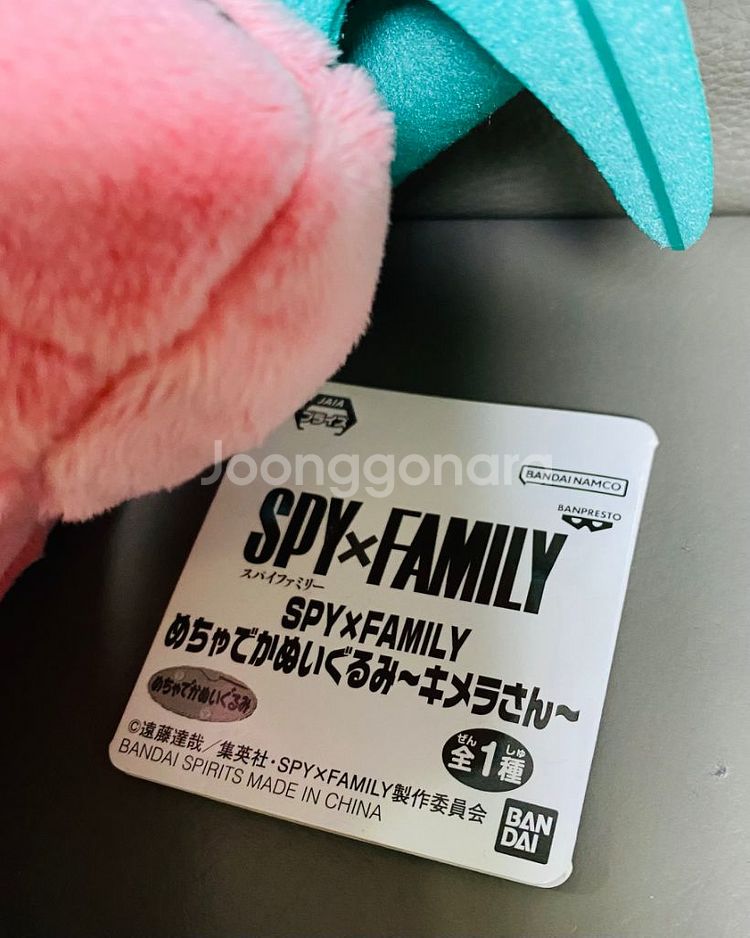 JAIA
プライズ
Joonggonara
BANDAI NAMCO
BANPRESTO
SPY×FAMILY
スパイファミリー
SPY×FAMILY
めちゃでかぬいぐるみ～キメラさん～
めちゃでかぬいぐるみ
ぜん しゅ
全1種
©遠藤達哉／集英社・SPY×FAMILY製作委員会
BANDAI SPIRITS MADE IN CHINA
BAN
DAI